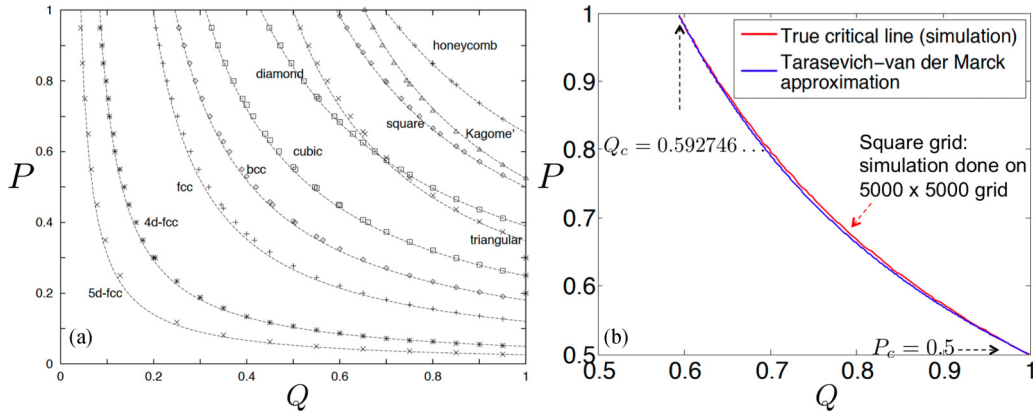 1
0.8
0.6
0.4
0.2
0
P
0
0.2
0.4
0.6
0.8
1
Q
honeycomb
diamond
square
Kagome'
cubic
bcc
fcc
4d-fcc
triangular
5d-fcc
(a)
1
0.9
0.8
0.7
0.6
0.5
P
0.5
0.6
0.7
0.8
0.9
1
Q
True critical line (simulation)
Tarasevich-van der Marck
approximation
Q_c = 0.592746...
Square grid:
simulation done on
5000 x 5000 grid
P_c = 0.5
(b)